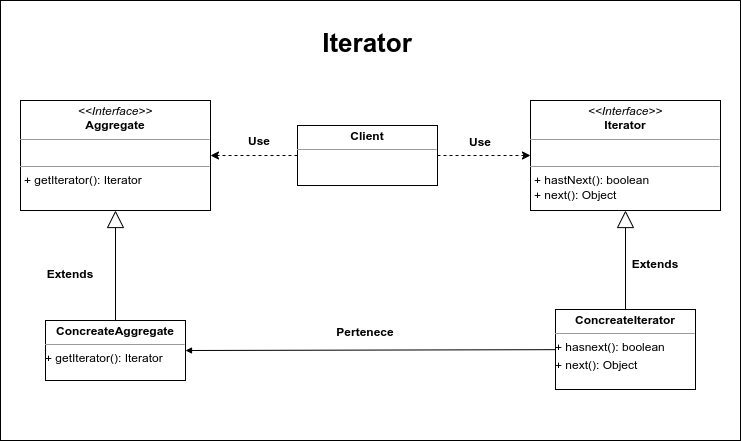 Iterator
<<Interface>>
Aggregate
+ getIterator(): Iterator
Use
Client
Use
<<Interface>>
Iterator
+ hastNext(): boolean
+ next(): Object
Extends
Extends
ConcreateAggregate
+ getIterator(): Iterator
Pertenece
ConcreateIterator
+ hasnext(): boolean
+ next(): Object